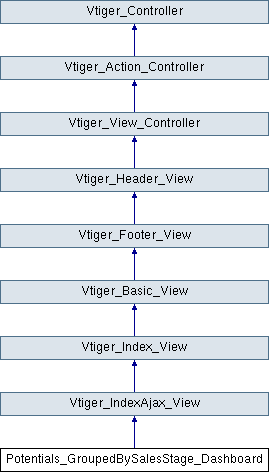 Vtiger_Controller
Vtiger_Action_Controller
Vtiger_View_Controller
Vtiger_Header_View
Vtiger_Footer_View
Vtiger_Basic_View
Vtiger_Index_View
Vtiger_IndexAjax_View
Potentials_GroupedBySalesStage_Dashboard